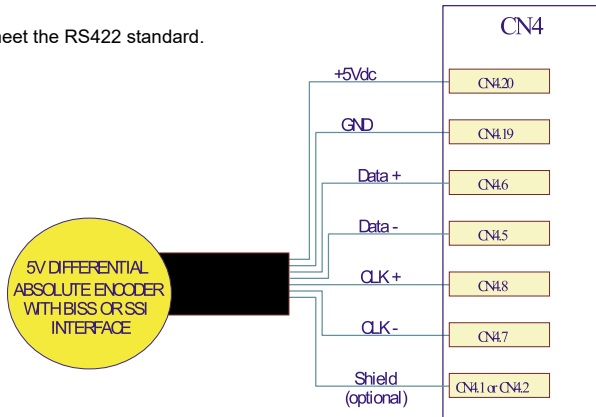 eet the RS422 standard.
CN4
+5Vdc
CN4.20
GND
CN4.19
Data +
CN4.6
Data -
CN4.5
CLK +
CN4.8
CLK -
CN4.7
Shield
(optional)
CN4.1 or CN4.2
5V DIFFERENTIAL
ABSOLUTE ENCODER
WITH BISS OR SSI
INTERFACE